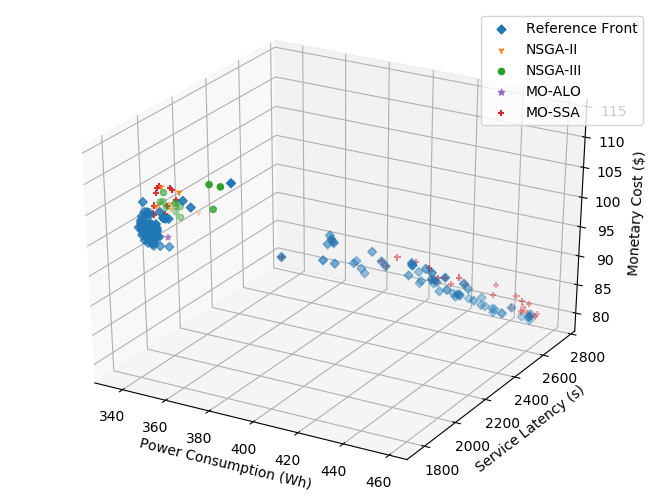 Reference Front
NSGA-II
NSGA-III
MO-ALO
MO-SSA
115
110
105
100
95
90
85
80
Monetary Cost ($)
2800
2600
2400
2200
2000
1800
Service Latency (s)
340
360
380
400
420
440
460
Power Consumption (Wh)